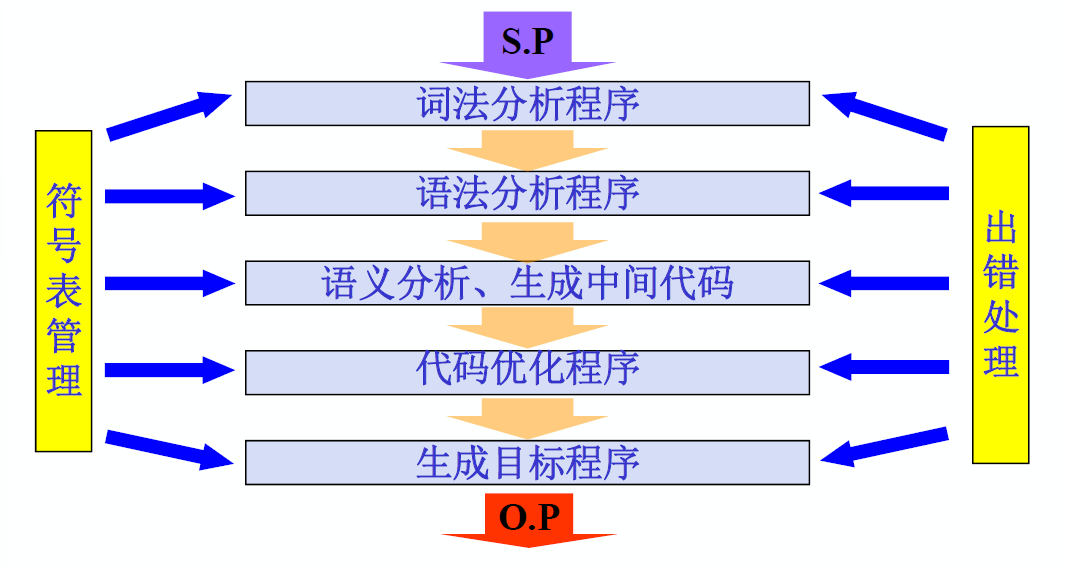 S.P
词法分析程序
语法分析程序
语义分析、生成中间代码
代码优化程序
生成目标程序
O.P
符号表管理
出错处理